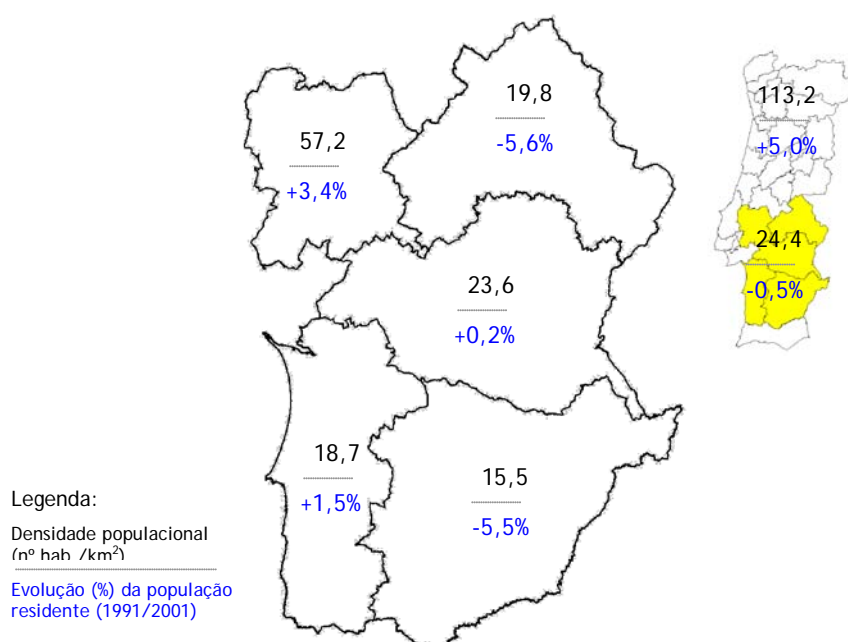 19,8
-5,6%
57,2
+3,4%
113,2
+5,0%
24,4
-0,5%
23,6
+0,2%
18,7
+1,5%
15,5
-5,5%
Legenda:
Densidade populacional
(nº hab./km²)
Evolução (%) da população
residente (1991/2001)